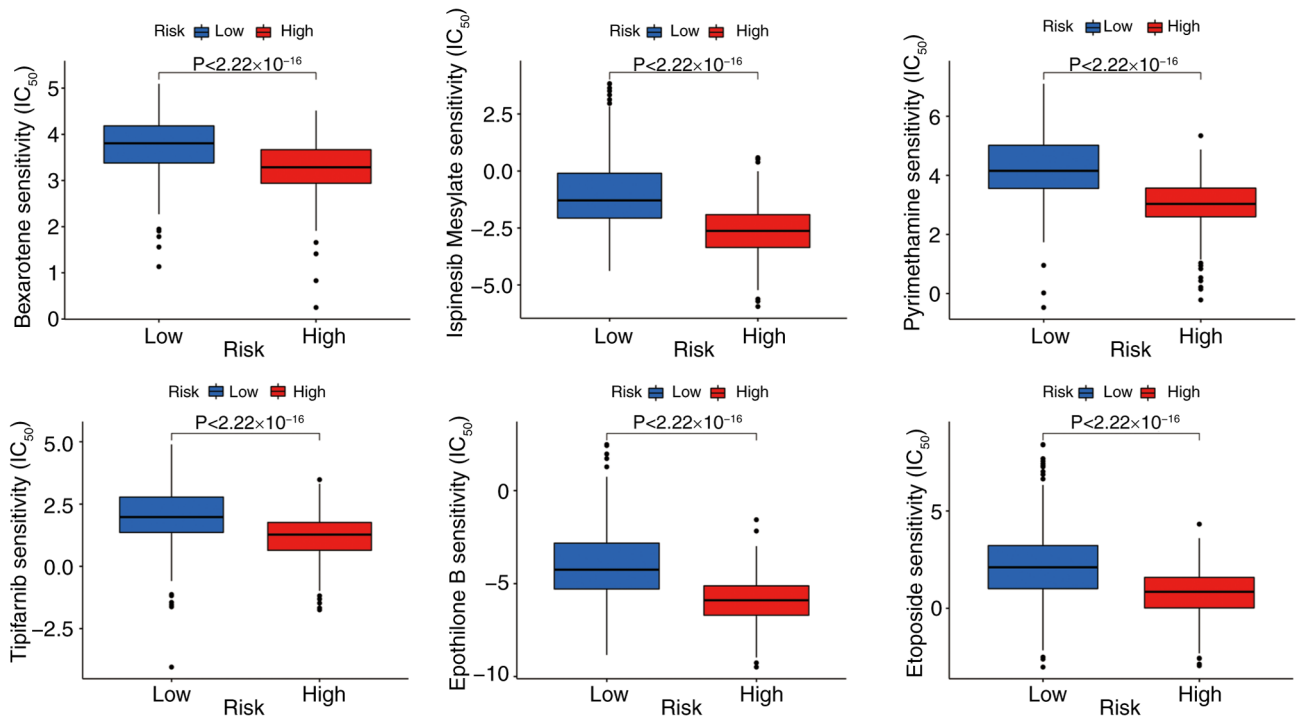 Risk Low High
P<2.22×10⁻¹⁶
Bexarotene sensitivity (IC₅₀)
5
4
3
2
1
0
Low High
Risk
Risk Low High
P<2.22×10⁻¹⁶
Ispinesib Mesylate sensitivity (IC₅₀)
2.5
0.0
−2.5
−5.0
Low High
Risk
Risk Low High
P<2.22×10⁻¹⁶
Pyrimethamine sensitivity (IC₅₀)
6
4
2
0
Low High
Risk
Risk Low High
P<2.22×10⁻¹⁶
Tipifarnib sensitivity (IC₅₀)
5.0
2.5
0.0
−2.5
Low High
Risk
Risk Low High
P<2.22×10⁻¹⁶
Epothilone B sensitivity (IC₅₀)
0
−5
−10
Low High
Risk
Risk Low High
P<2.22×10⁻¹⁶
Etoposide sensitivity (IC₅₀)
5
0
Low High
Risk